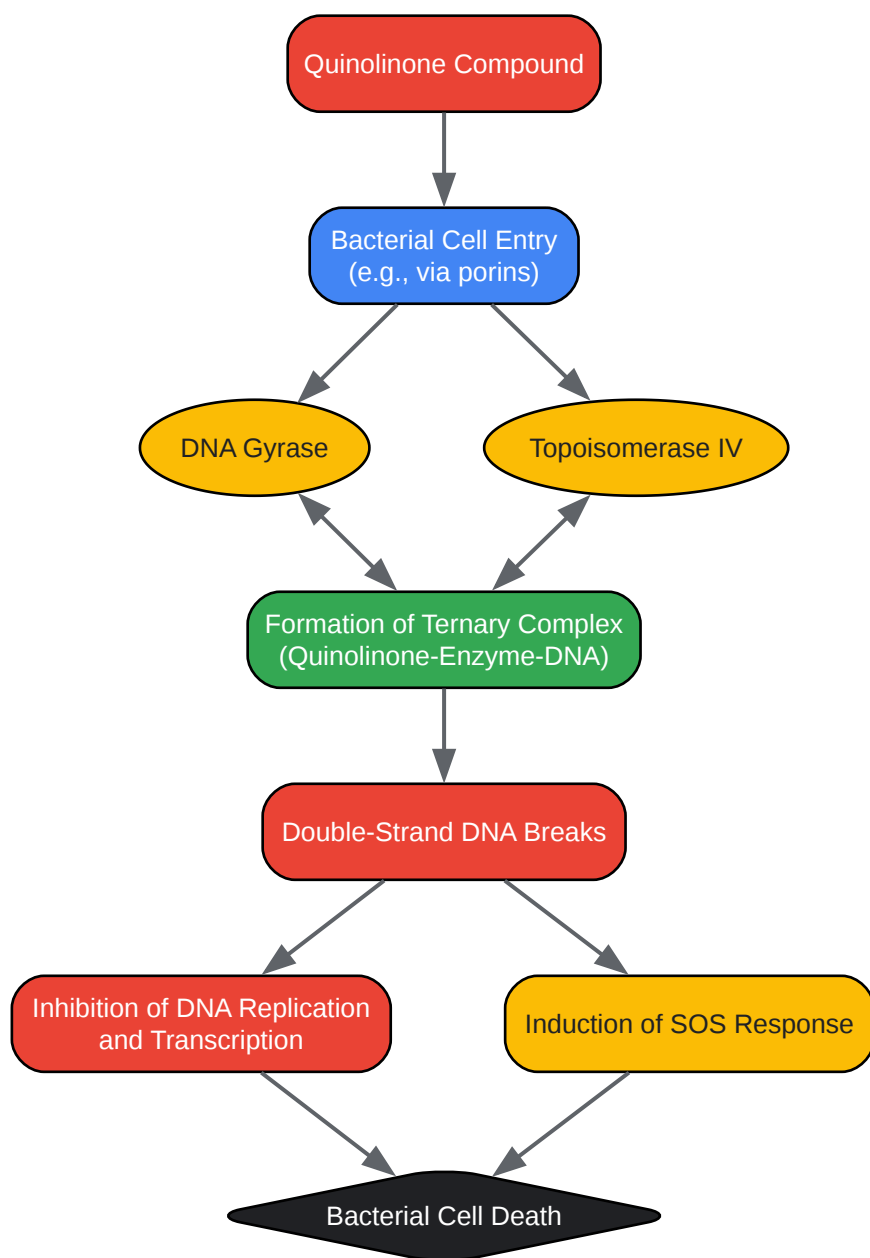 Quinolinone Compound
Bacterial Cell Entry
(e.g., via porins)
DNA Gyrase
Topoisomerase IV
Formation of Ternary Complex
(Quinolinone-Enzyme-DNA)
Double-Strand DNA Breaks
Inhibition of DNA Replication
and Transcription
Induction of SOS Response
Bacterial Cell Death